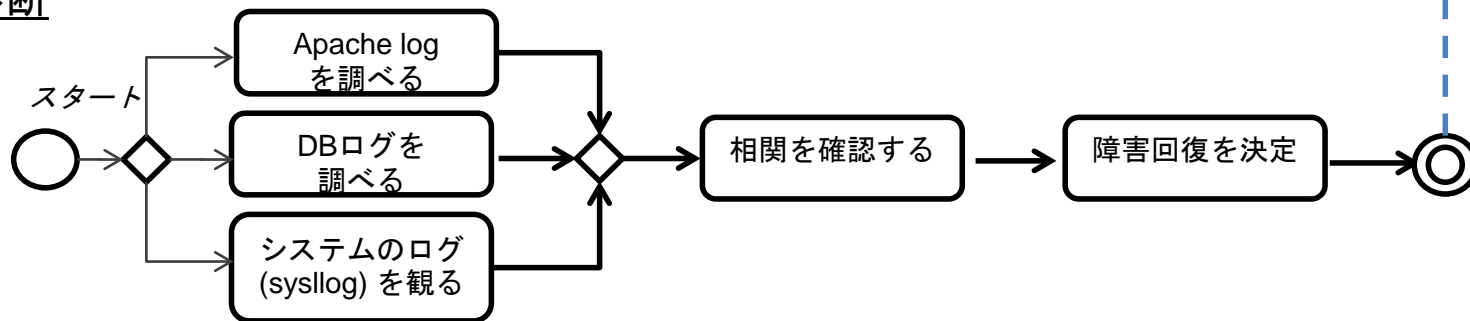 断
スタート
Apache log
を調べる
DBログを
調べる
システムのログ
(sysllog) を観る
相関を確認する
障害回復を決定